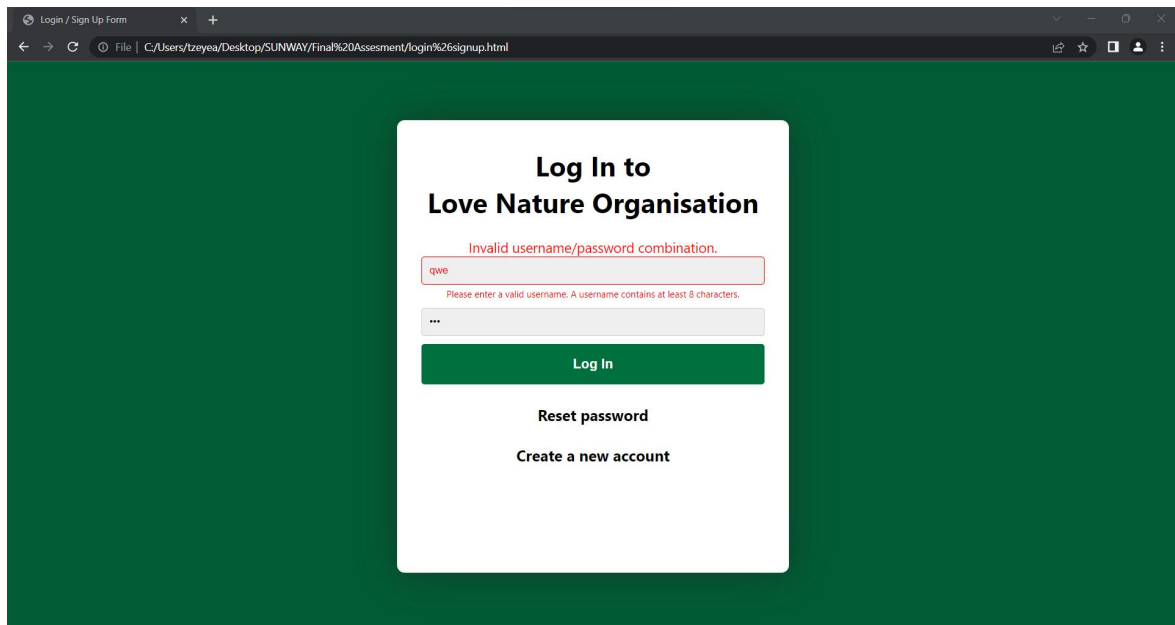 Login / Sign Up Form
File | C:/Users/tzeyea/Desktop/SUNWAY/Final%20Assesment/login%26signup.html
Log In to
Love Nature Organisation
Invalid username/password combination.
qwe
Please enter a valid username. A username contains at least 8 characters.
•••
Log In
Reset password
Create a new account